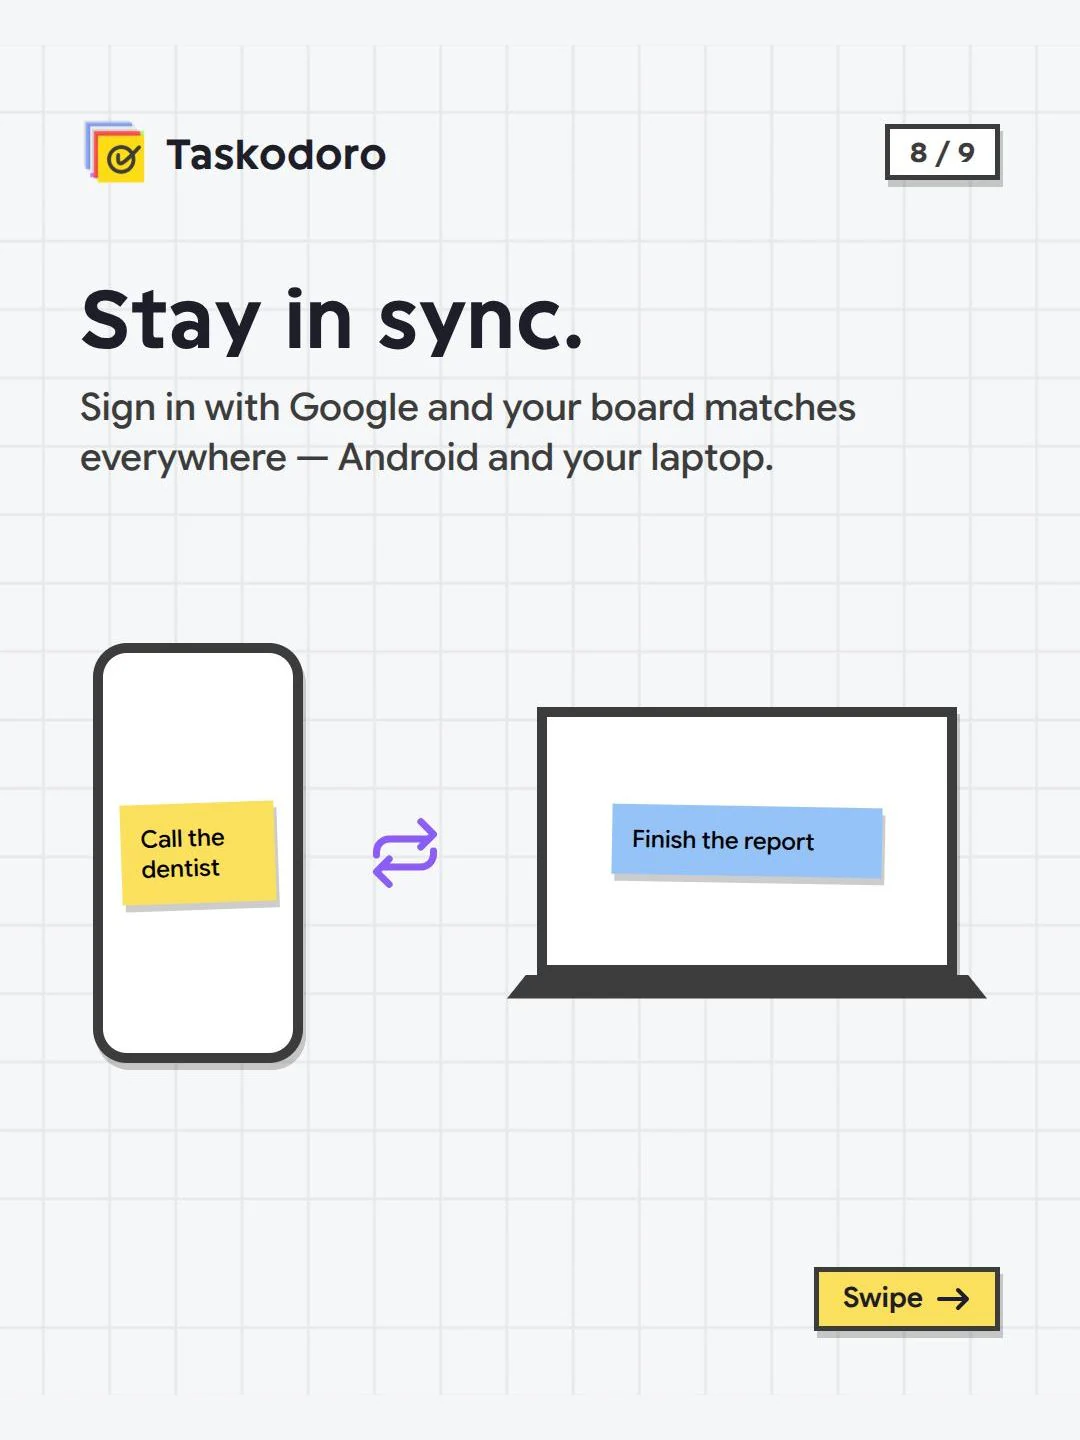 Taskodoro
8 / 9
Stay in sync.
Sign in with Google and your board matches
everywhere — Android and your laptop.
Call the
dentist
Finish the report
Swipe →